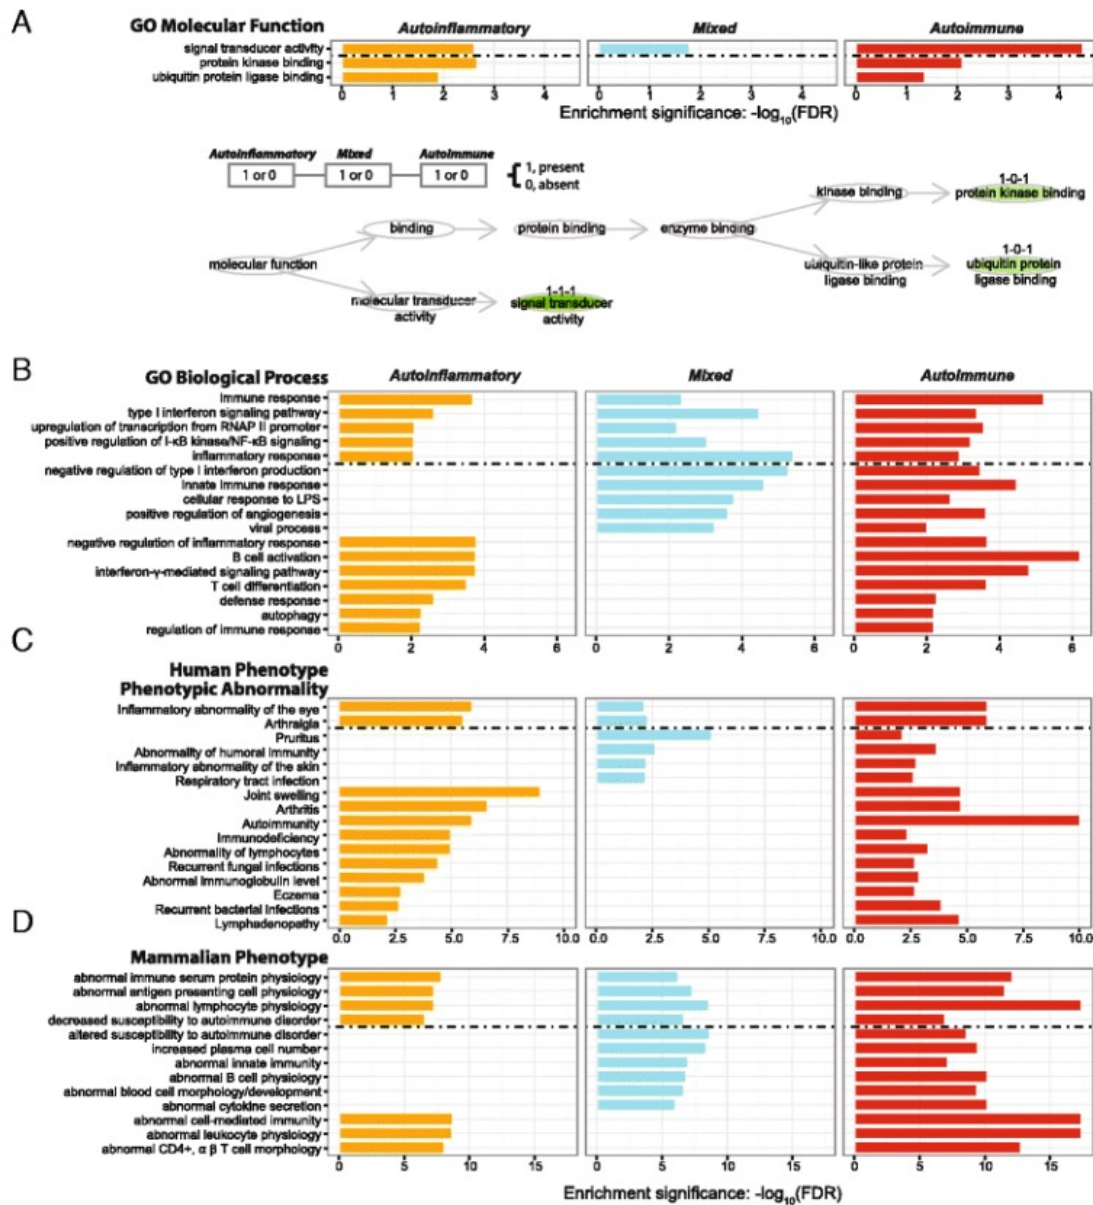 A
GO Molecular Function
Autoinflammatory Mixed Autoimmune
signal transducer activity
protein kinase binding
ubiquitin protein ligase binding
0 1 2 3 4 0 1 2 3 4 0 1 2 3 4
Enrichment significance: -log10(FDR)
Autoinflammatory Mixed Autoimmune
1 or 0 1 or 0 1 or 0 { 1, present
0, absent
1-0-1
kinase binding protein kinase binding
binding protein binding enzyme binding
1-0-1
molecular function ubiquitin-like protein ligase binding ubiquitin protein ligase binding
1-1-1
molecular transducer activity signal transducer activity
B
GO Biological Process
Autoinflammatory Mixed Autoimmune
immune response
type I interferon signaling pathway
upregulation of transcription from RNAP II promoter
positive regulation of I-κB kinase/NF-κB signaling
inflammatory response
negative regulation of type I interferon production
innate immune response
cellular response to LPS
positive regulation of angiogenesis
viral process
negative regulation of inflammatory response
B cell activation
interferon-γ-mediated signaling pathway
T cell differentiation
defense response
autophagy
regulation of immune response
0 2 4 6 0 2 4 6 0 2 4 6
C
Human Phenotype
Phenotypic Abnormality
Inflammatory abnormality of the eye
Arthralgia
Pruritus
Abnormality of humoral immunity
Inflammatory abnormality of the skin
Respiratory tract infection
Joint swelling
Arthritis
Autoimmunity
Immunodeficiency
Abnormality of lymphocytes
Recurrent fungal infections
Abnormal immunoglobulin level
Eczema
Recurrent bacterial infections
Lymphadenopathy
0.0 2.5 5.0 7.5 10.0 0.0 2.5 5.0 7.5 10.0 0.0 2.5 5.0 7.5 10.0
D
Mammalian Phenotype
abnormal immune serum protein physiology
abnormal antigen presenting cell physiology
abnormal lymphocyte physiology
decreased susceptibility to autoimmune disorder
altered susceptibility to autoimmune disorder
increased plasma cell number
abnormal innate immunity
abnormal B cell physiology
abnormal blood cell morphology/development
abnormal cytokine secretion
abnormal cell-mediated immunity
abnormal leukocyte physiology
abnormal CD4+, α β T cell morphology
0 5 10 15 0 5 10 15 0 5 10 15
Enrichment significance: -log10(FDR)